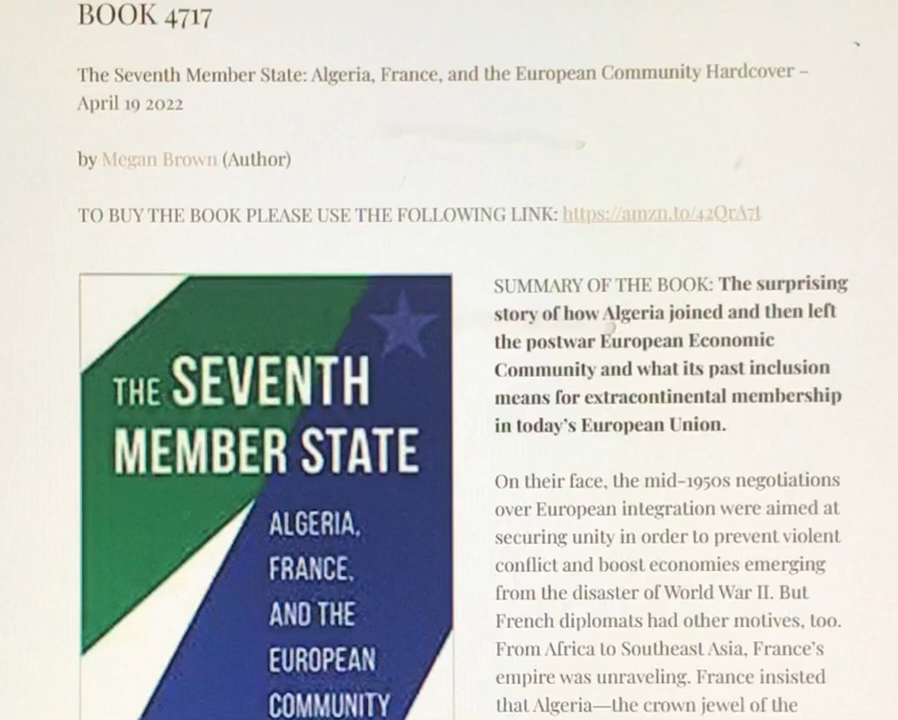 BOOK 4717
The Seventh Member State: Algeria, France, and the European Community Hardcover –
April 19 2022
by Megan Brown (Author)
TO BUY THE BOOK PLEASE USE THE FOLLOWING LINK: https://amzn.to/42QrA7t
THE SEVENTH
MEMBER STATE
ALGERIA,
FRANCE,
AND THE
EUROPEAN
COMMUNITY
SUMMARY OF THE BOOK: The surprising
story of how Algeria joined and then left
the postwar European Economic
Community and what its past inclusion
means for extracontinental membership
in today's European Union.
On their face, the mid-1950s negotiations
over European integration were aimed at
securing unity in order to prevent violent
conflict and boost economies emerging
from the disaster of World War II. But
French diplomats had other motives, too.
From Africa to Southeast Asia, France's
empire was unraveling. France insisted
that Algeria—the crown jewel of the